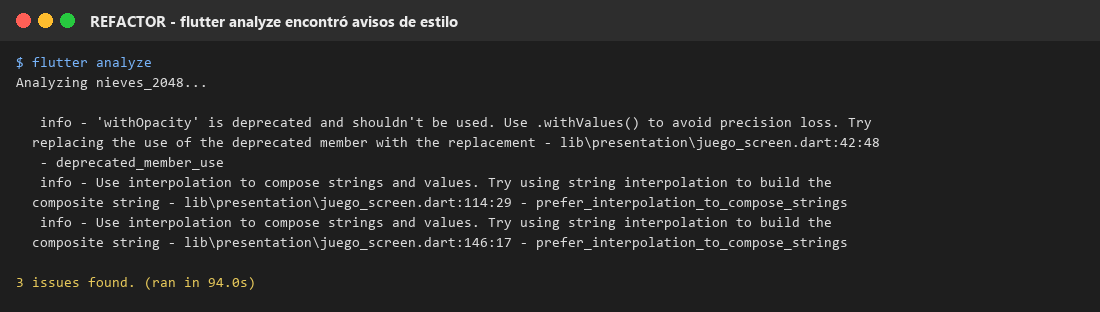 REFACTOR - flutter analyze encontró avisos de estilo
$ flutter analyze
Analyzing nieves_2048...
info - 'withOpacity' is deprecated and shouldn't be used. Use .withValues() to avoid precision loss. Try
replacing the use of the deprecated member with the replacement - lib\presentation\juego_screen.dart:42:48
- deprecated_member_use
info - Use interpolation to compose strings and values. Try using string interpolation to build the
composite string - lib\presentation\juego_screen.dart:114:29 - prefer_interpolation_to_compose_strings
info - Use interpolation to compose strings and values. Try using string interpolation to build the
composite string - lib\presentation\juego_screen.dart:146:17 - prefer_interpolation_to_compose_strings
3 issues found. (ran in 94.0s)